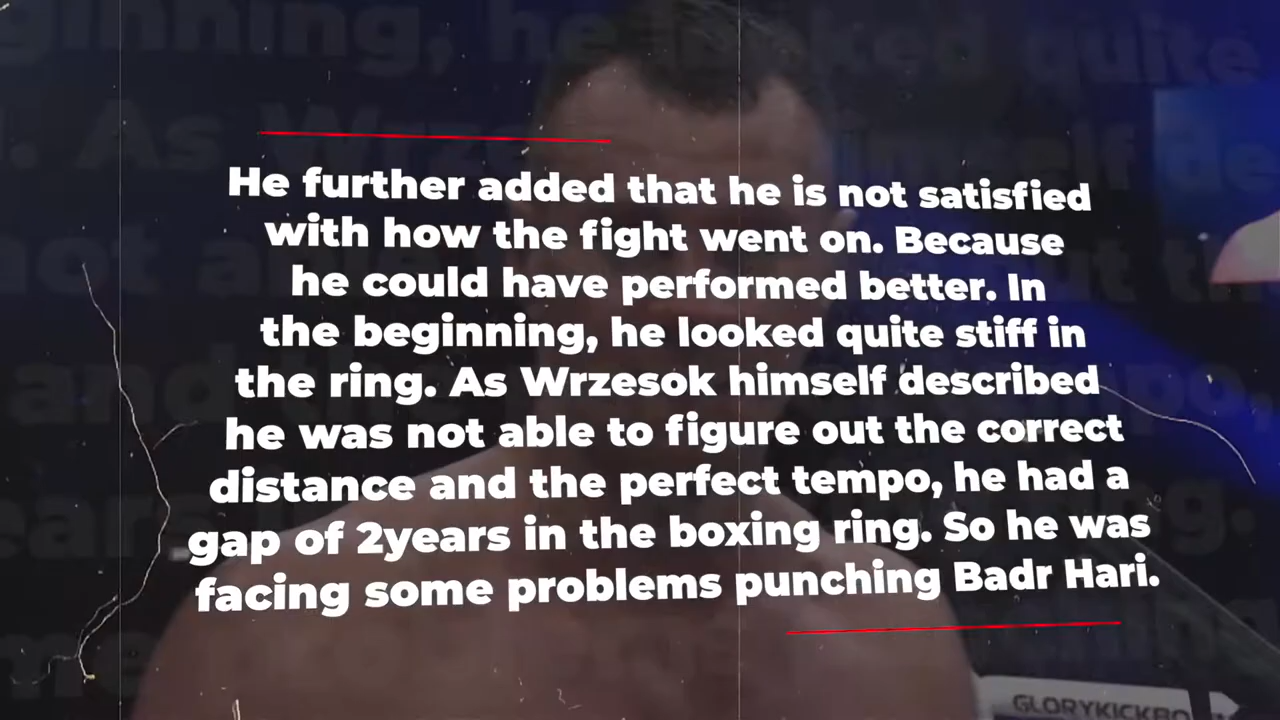 He further added that he is not satisfied
with how the fight went on. Because
he could have performed better. In
the beginning, he looked quite stiff in
the ring. As Wrzesok himself described
he was not able to figure out the correct
distance and the perfect tempo, he had a
gap of 2years in the boxing ring. So he was
facing some problems punching Badr Hari.